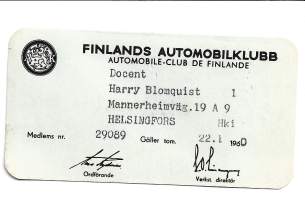 FINLANDS AUTOMOBILKLUBB
AUTOMOBILE-CLUB DE FINLANDE
Docent
Harry Blomquist 1
Mannerheimväg.19 A 9
HELSINGFORS Hki
Medlems nr. 29089 Gäller tom. 22.1 1960
Ordförande Verkst. direktör